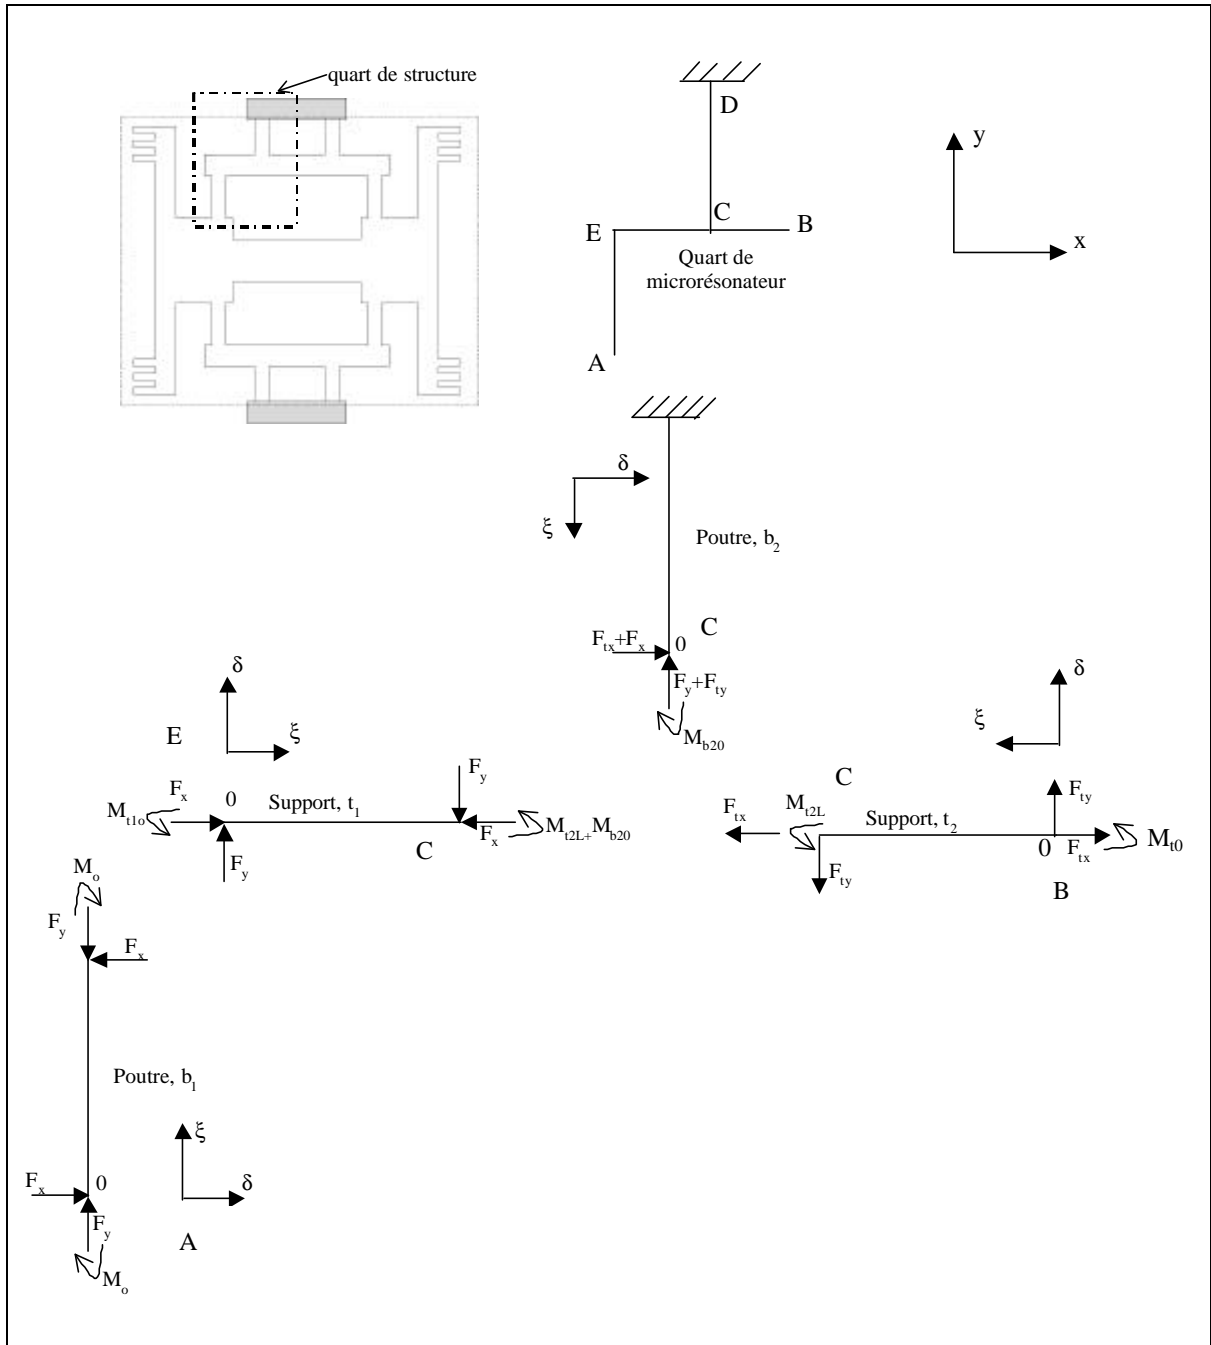 quart de structure
D
y
C
E
B
x
Quart de
microrésonateur
A
δ
ξ
Poutre, b2
C
Ftx+Fx
0
Fy+Fty
Mb20
δ
ξ
E
Fx
0
Support, t1
Fy
Mt1o
Fx
Mt2L+Mb20
C
Fy
δ
ξ
C
Ftx
Mt2L
Support, t2
Fty
Fty
0
Ftx
Mt0
B
Mo
Fy
Fx
Poutre, b1
ξ
Fx
0
δ
Fy
A
Mo